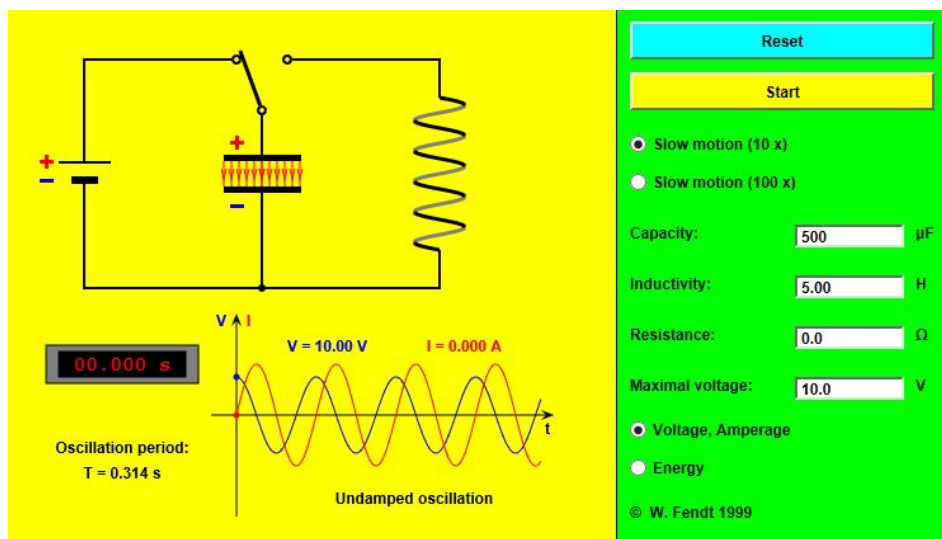 Reset
Start
Slow motion (10 x)
Slow motion (100 x)
Capacity: 500 µF
Inductivity: 5.00 H
Resistance: 0.0 Ω
Maximal voltage: 10.0 V
Voltage, Amperage
Energy
© W. Fendt 1999
+
+
−
−
V I
V = 10.00 V I = 0.000 A
00.000 s
t
Oscillation period:
T = 0.314 s
Undamped oscillation